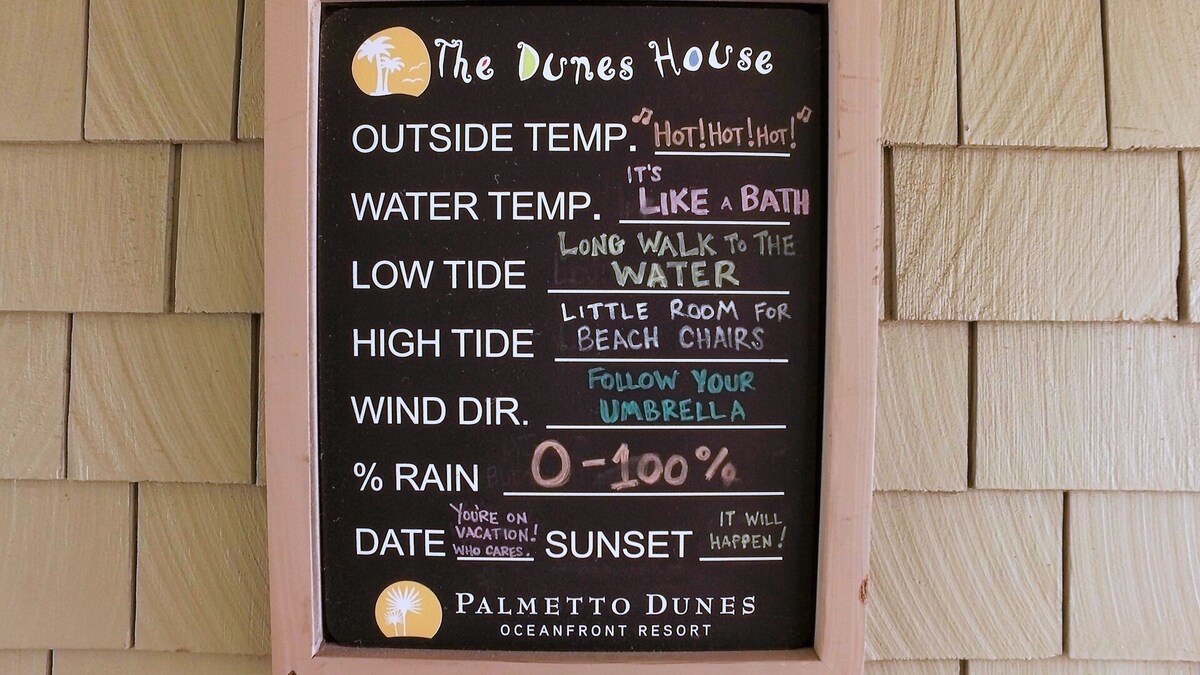 The Dunes House
OUTSIDE TEMP. "HOT! HOT! HOT!"
IT'S
WATER TEMP. LIKE A BATH
LONG WALK TO THE
LOW TIDE WATER
LITTLE ROOM FOR
HIGH TIDE BEACH CHAIRS
FOLLOW YOUR
WIND DIR. UMBRELLA
% RAIN 0-100%
DATE YOU'RE ON
VACATION!
WHO CARES.
SUNSET IT WILL
HAPPEN!
PALMETTO DUNES
OCEANFRONT RESORT